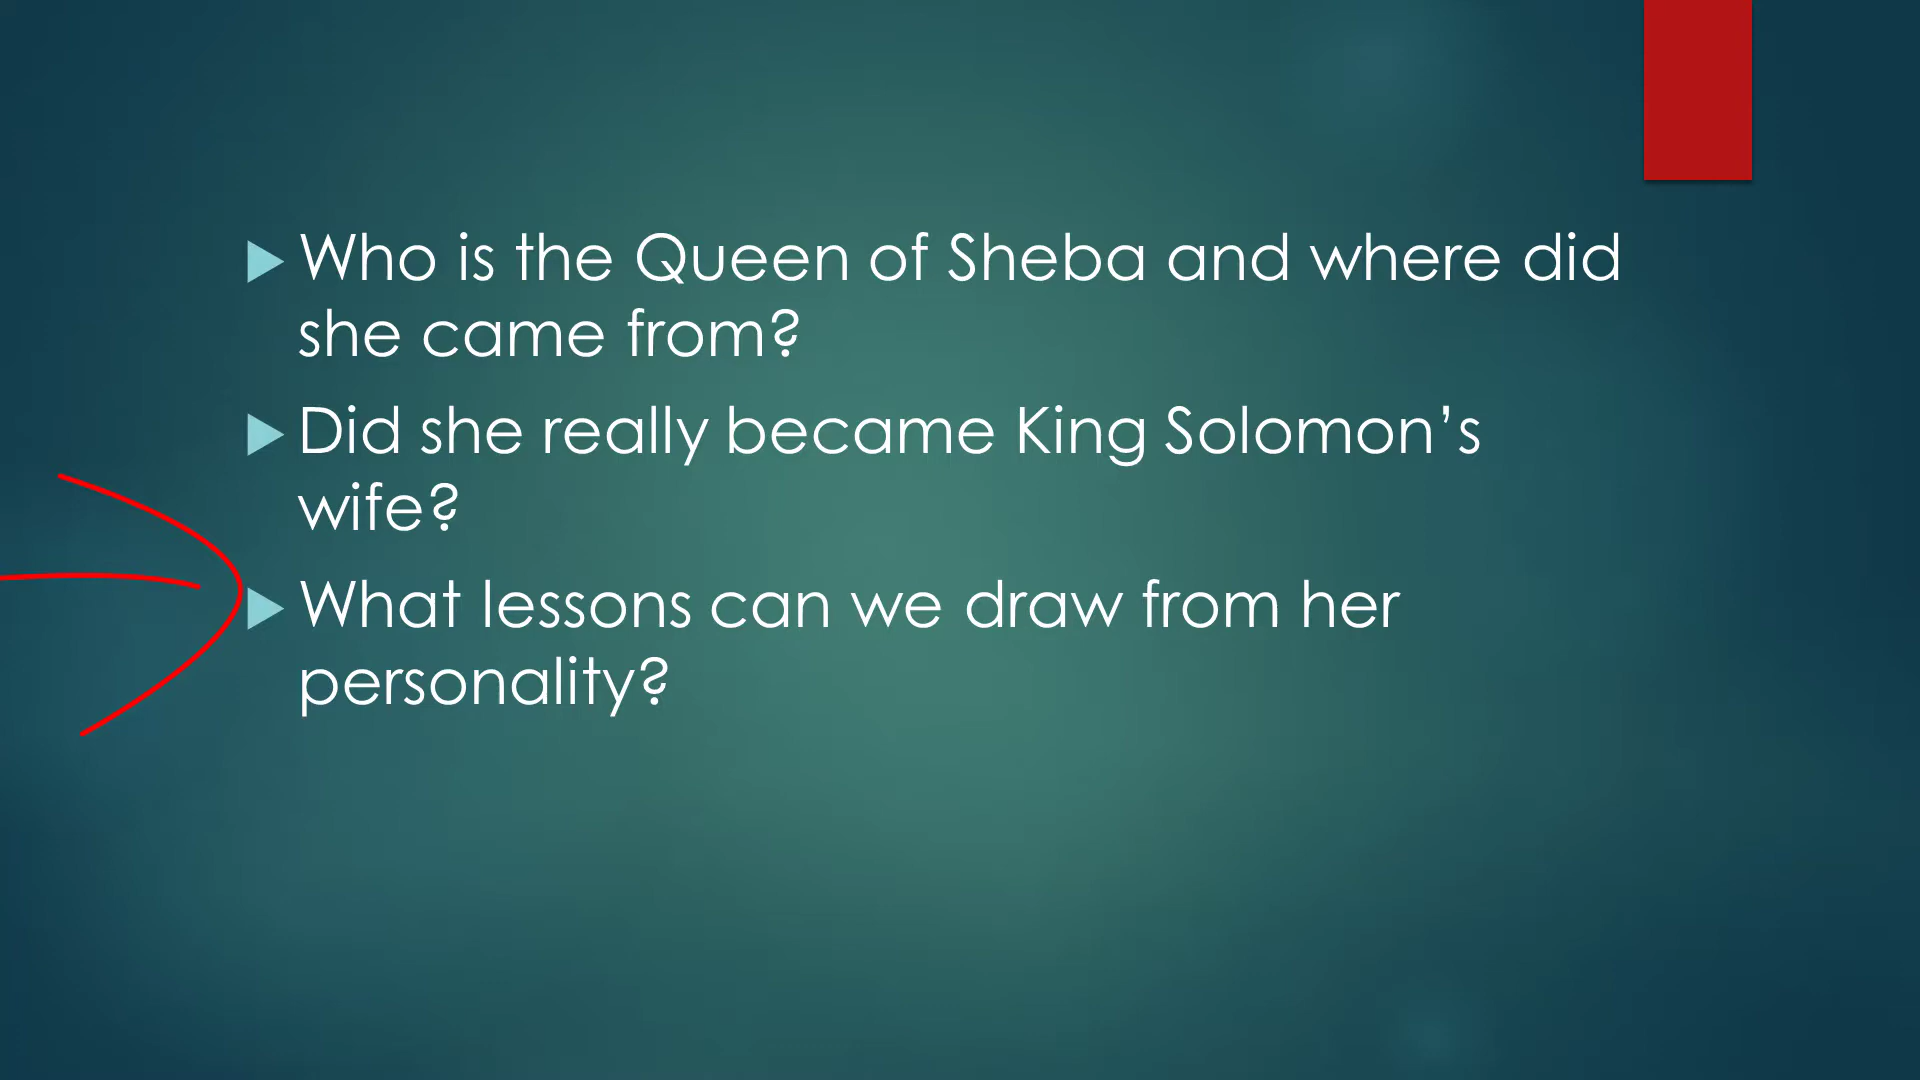 Who is the Queen of Sheba and where did
she came from?
Did she really became King Solomon’s
wife?
What lessons can we draw from her
personality?